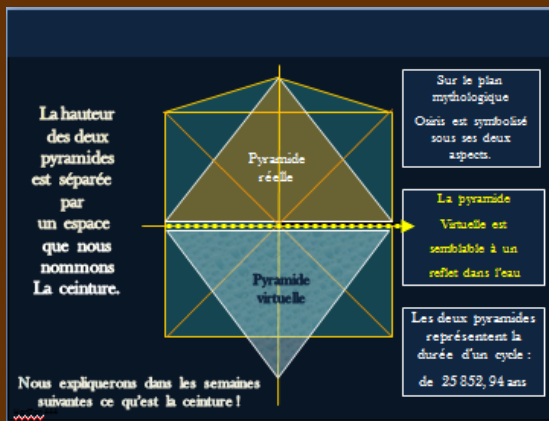 La hauteur
des deux
pyramides
est séparée
par
un espace
que nous
nommons
La ceinture.
Pyramide
réelle
Pyramide
virtuelle
Sur le plan
mythologique
Osiris est symbolisé
sous ses deux
aspects.
La pyramide
Virtuelle est
semblable à un
reflet dans l'eau
Les deux pyramides
représentent la
durée d'un cycle :
de 25 852, 94 ans
Nous expliquerons dans les semaines
suivantes ce qu'est la ceinture !